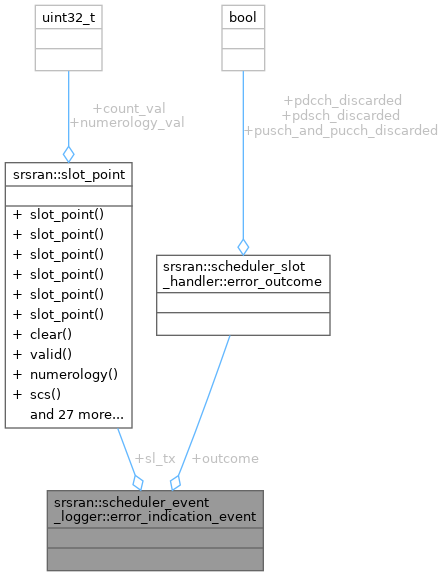 uint32_t
bool
+count_val
+numerology_val
+pdcch_discarded
+pdsch_discarded
+pusch_and_pucch_discarded
srsran::slot_point
+ slot_point()
+ slot_point()
+ slot_point()
+ slot_point()
+ slot_point()
+ slot_point()
+ clear()
+ valid()
+ numerology()
+ scs()
and 27 more...
srsran::scheduler_slot
_handler::error_outcome
+sl_tx
+outcome
srsran::scheduler_event
_logger::error_indication_event